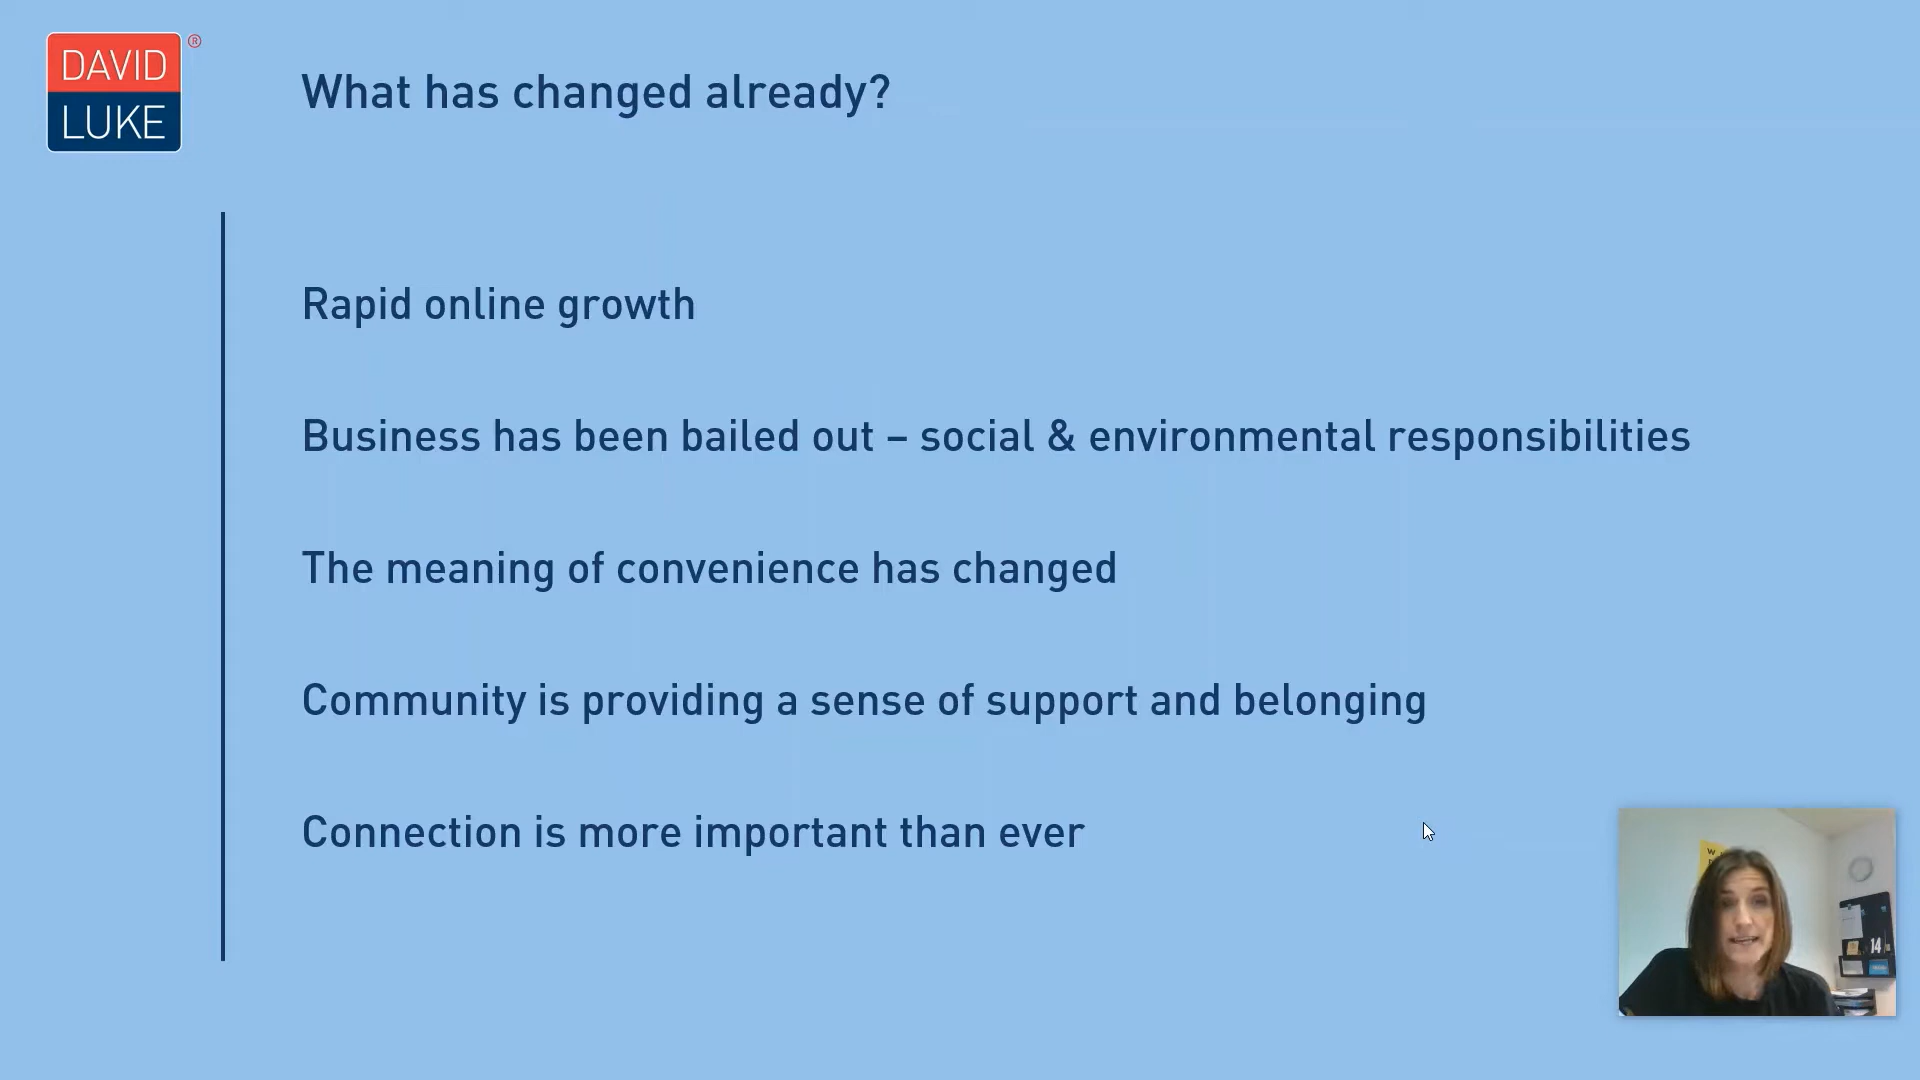 DAVID
LUKE
®
What has changed already?
Rapid online growth
Business has been bailed out – social & environmental responsibilities
The meaning of convenience has changed
Community is providing a sense of support and belonging
Connection is more important than ever
14